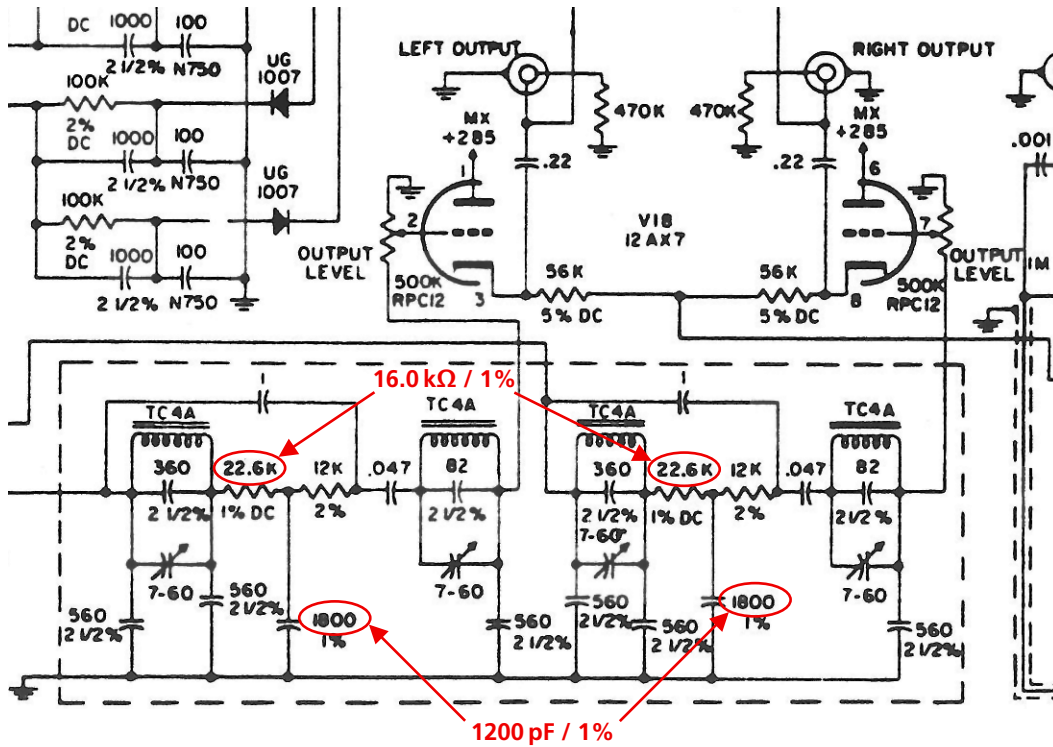 DC 1000 100
2 1/2% N750
100K
2%
DC
1000 100
2 1/2% N750
UG
1007
100K
2%
DC
1000 100
2 1/2% N750
UG
1007
LEFT OUTPUT
470K
MX
+285
1
.22
2
OUTPUT
LEVEL
500K
RPC12
3
V18
12AX7
56K
5% DC
56K
5% DC
RIGHT OUTPUT
470K
MX
+285
6
.22
7
OUTPUT
LEVEL
500K
RPC12
8
.001
1M
16.0 kΩ / 1%
.1
TC4A
360
2 1/2%
7-60
22.6K
1% DC
12K
2%
.047
TC4A
82
2 1/2%
7-60
560
2 1/2%
560
2 1/2%
1800
1%
560
2 1/2%
.1
TC4A
360
2 1/2%
7-60
22.6K
1% DC
12K
2%
.047
TC4A
82
2 1/2%
7-60
560
2 1/2%
560
2 1/2%
1800
1%
560
2 1/2%
1200 pF / 1%